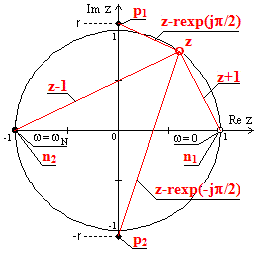 Im z
p1
r
z-rexp(jπ/2)
1
z
z-1
z+1
Re z
-1
ω=ωN
ω=0
1
n2
n1
z-rexp(-jπ/2)
-1
-r
p2